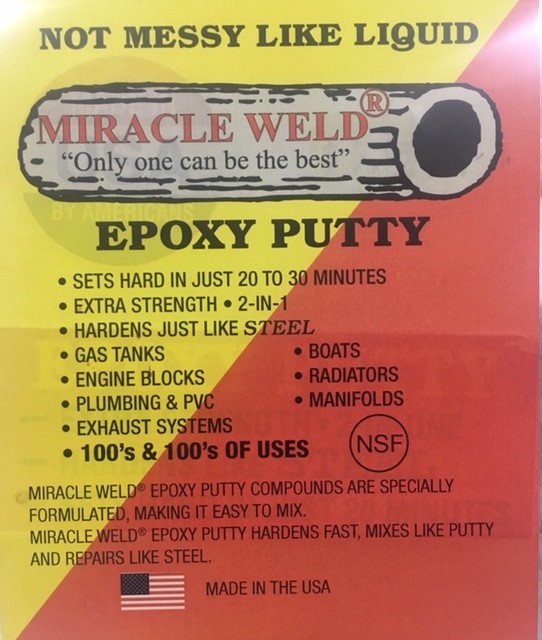 NOT MESSY LIKE LIQUID
MIRACLE WELD®
“Only one can be the best”
BY AMERICANS
EPOXY PUTTY
• SETS HARD IN JUST 20 TO 30 MINUTES
• EXTRA STRENGTH • 2-IN-1
• HARDENS JUST LIKE STEEL
• GAS TANKS
• ENGINE BLOCKS
• PLUMBING & PVC
• EXHAUST SYSTEMS
• 100's & 100's OF USES
• BOATS
• RADIATORS
• MANIFOLDS
NSF
MIRACLE WELD® EPOXY PUTTY COMPOUNDS ARE SPECIALLY
FORMULATED, MAKING IT EASY TO MIX.
MIRACLE WELD® EPOXY PUTTY HARDENS FAST, MIXES LIKE PUTTY
AND REPAIRS LIKE STEEL.
MADE IN THE USA